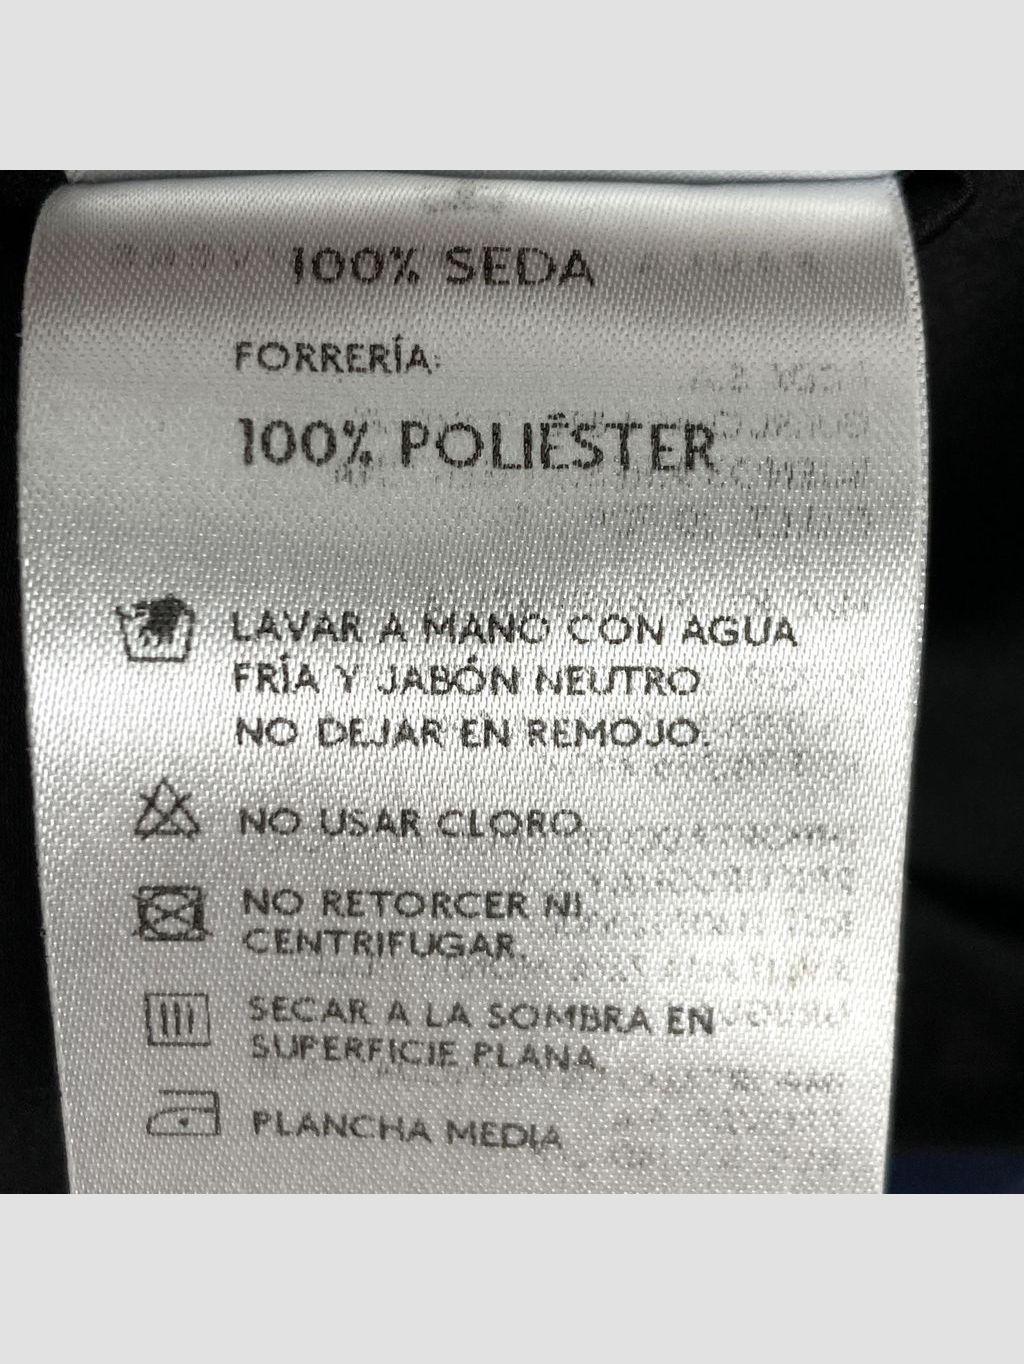 100% SEDA
FORRERÍA:
100% POLIÉSTER
LAVAR A MANO CON AGUA
FRÍA Y JABÓN NEUTRO
NO DEJAR EN REMOJO.
NO USAR CLORO.
NO RETORCER NI
CENTRIFUGAR.
SECAR A LA SOMBRA EN
SUPERFICIE PLANA.
PLANCHA MEDIA